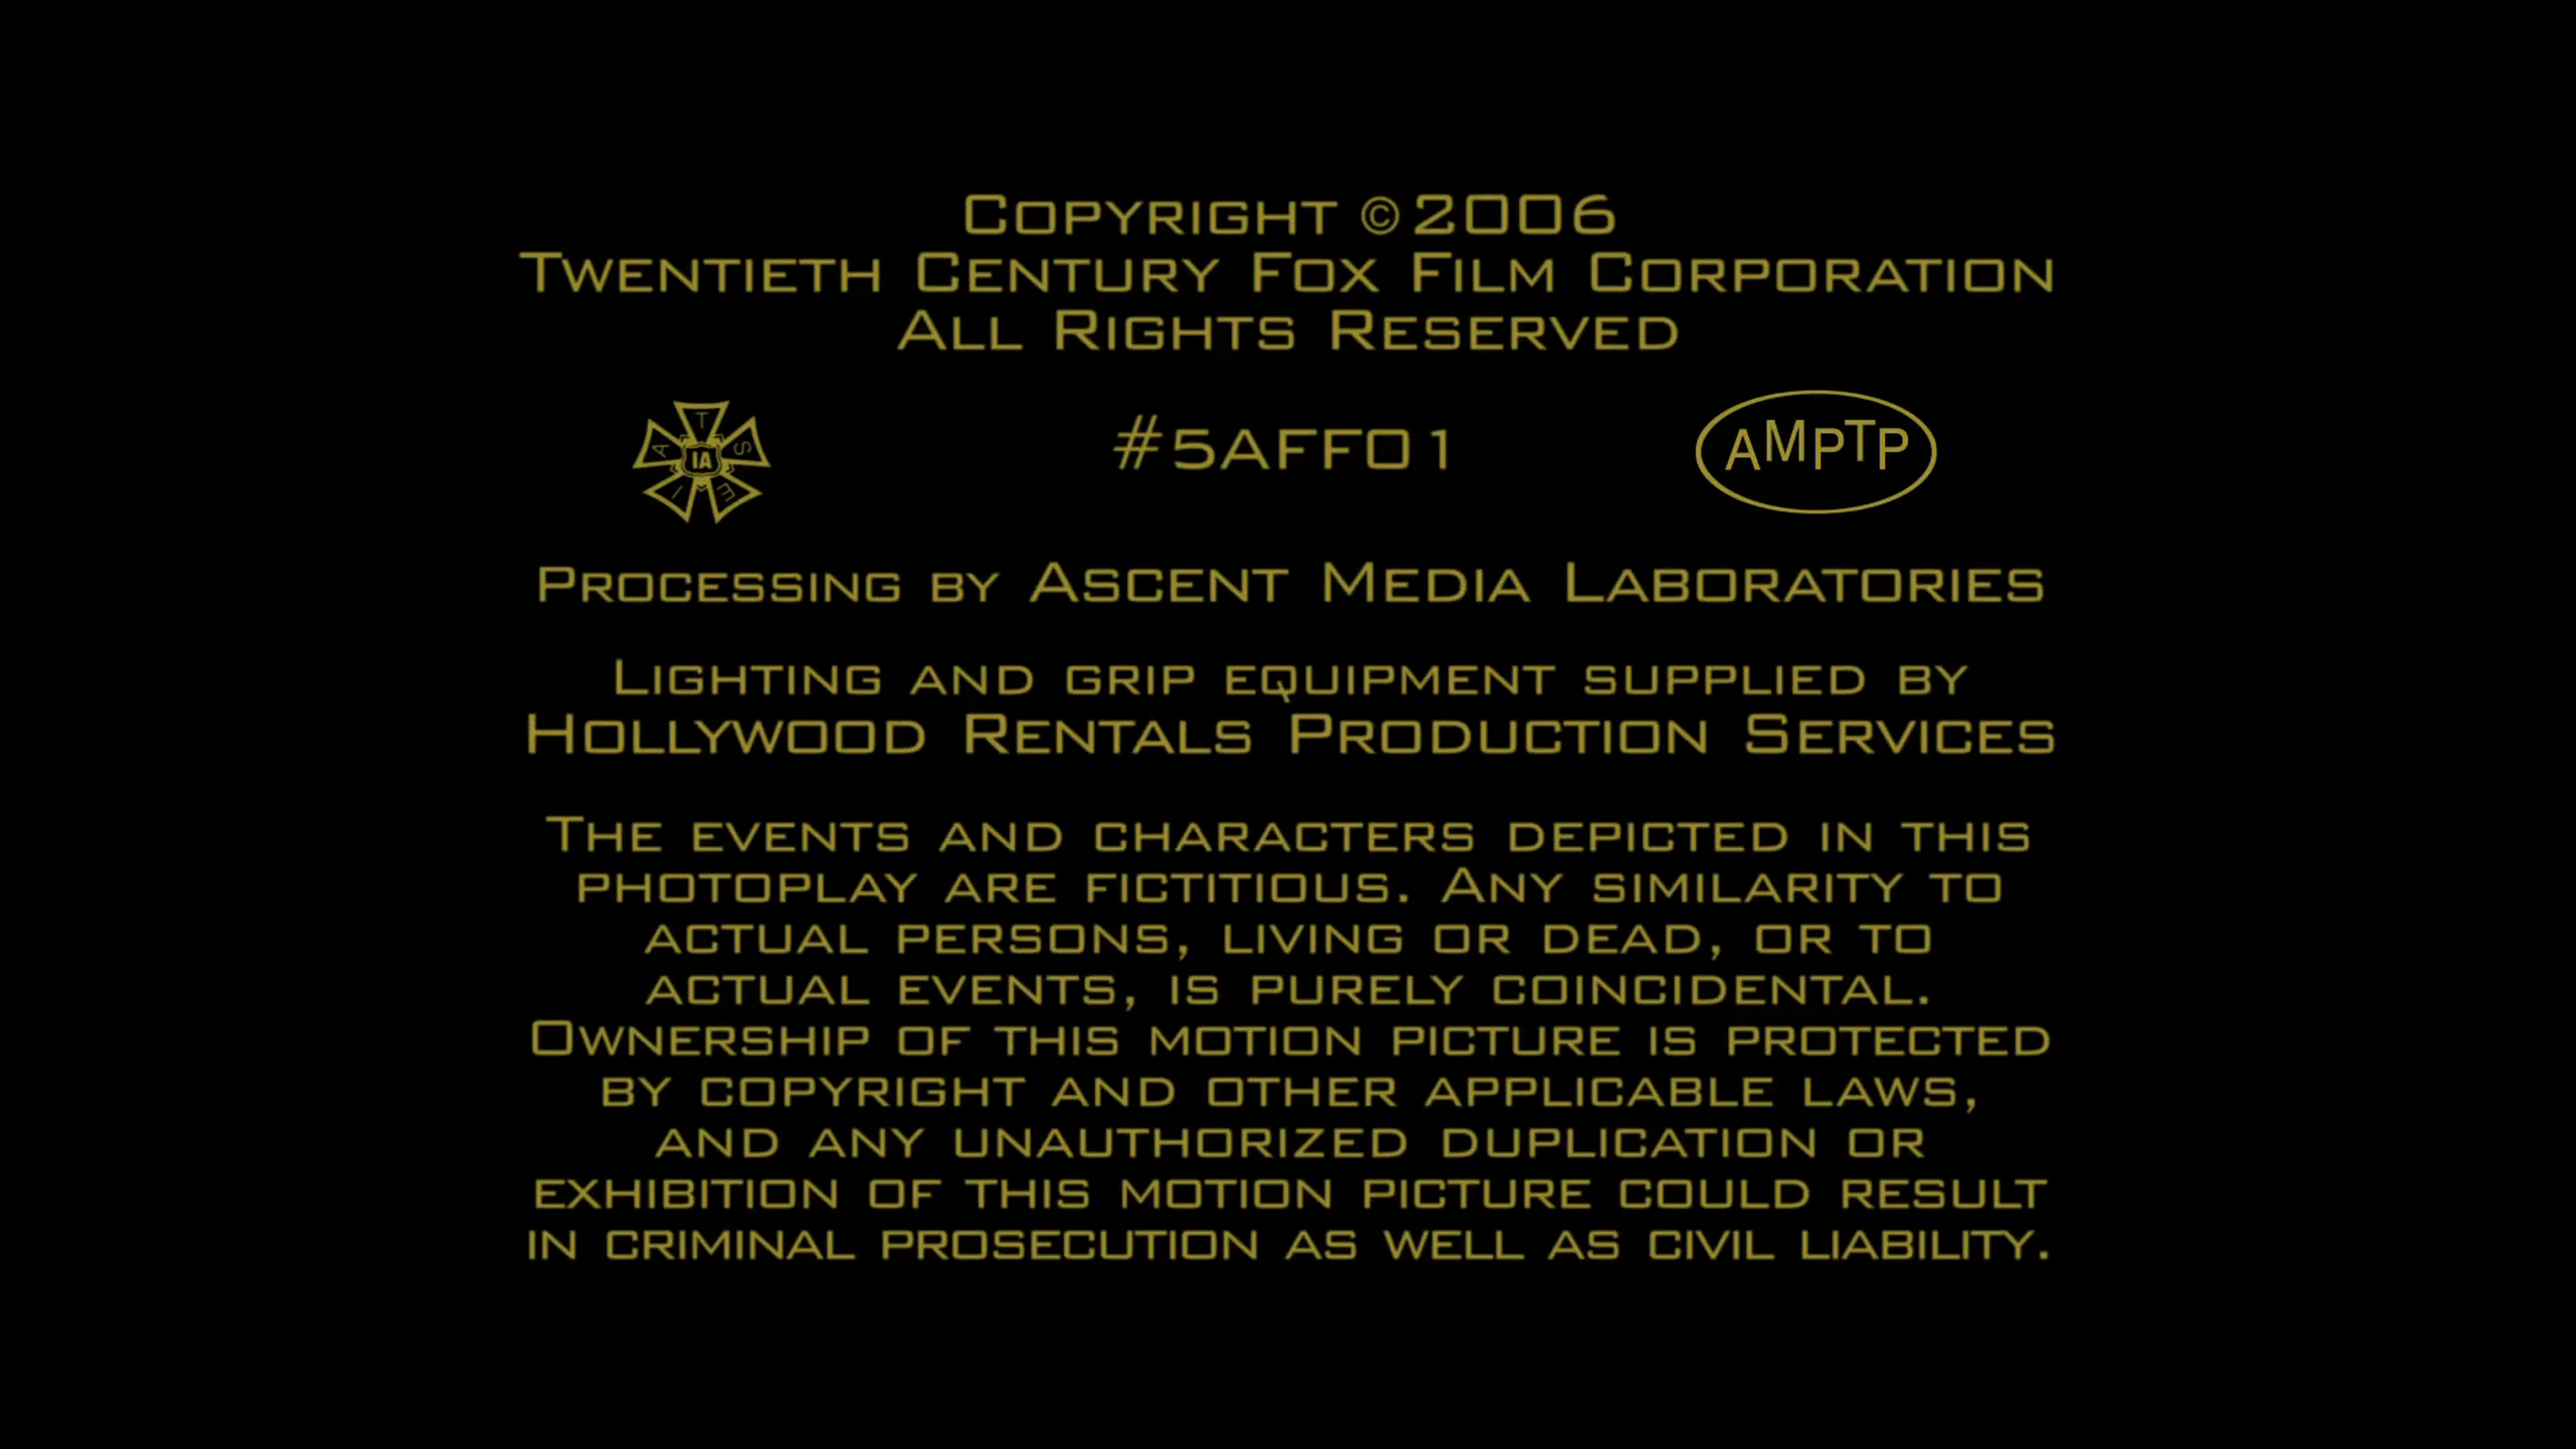 Copyright © 2006
Twentieth Century Fox Film Corporation
All Rights Reserved
I A T S E IA
#5AFF01
AMPTP
Processing by Ascent Media Laboratories
Lighting and grip equipment supplied by
Hollywood Rentals Production Services
The events and characters depicted in this
photoplay are fictitious. Any similarity to
actual persons, living or dead, or to
actual events, is purely coincidental.
Ownership of this motion picture is protected
by copyright and other applicable laws,
and any unauthorized duplication or
exhibition of this motion picture could result
in criminal prosecution as well as civil liability.